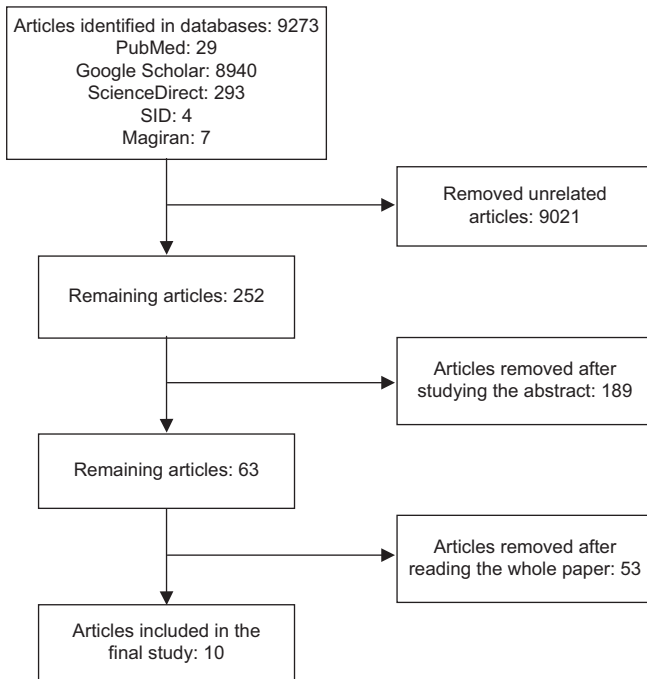 Articles identified in databases: 9273
PubMed: 29
Google Scholar: 8940
ScienceDirect: 293
SID: 4
Magiran: 7
Removed unrelated
articles: 9021
Remaining articles: 252
Articles removed after
studying the abstract: 189
Remaining articles: 63
Articles removed after
reading the whole paper: 53
Articles included in the
final study: 10